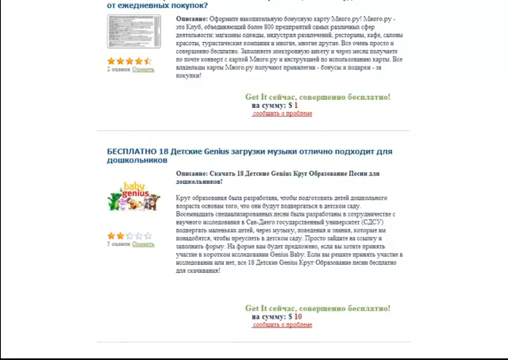 от ежедневных покупок?
Описание: Оформите накопительную бонусную карту Много.ру! Много.ру -
это Клуб, объединяющий более 800 предприятий самых различных сфер
деятельности: магазины одежды, индустрия развлечений, рестораны, кафе, салоны
красоты, туристические компании и многие, многие другие. Все очень просто и
совершенно бесплатно. Заполняете электронную анкету и через месяц получаете
по почте конверт с картой Много.ру и инструкцией по использованию карты. Все
владельцы карты Много.ру получают привилегии - бонусы и подарки - за
покупки!
2 оценок Оценить
Get It сейчас, совершенно бесплатно!
на сумму: $ 1
сообщить о проблеме
БЕСПЛАТНО 18 Детские Genius загрузки музыки отлично подходит для
дошкольников
Описание: Скачать 18 Детские Genius Круг Образование Песни для
дошкольников!
baby
genius
Круг образования была разработана, чтобы подготовить детей дошкольного
возраста основам того, что они будут подвергаться в детском саду.
Восемнадцать специализированных песни были разработаны в сотрудничестве с
научного исследования в Сан-Диего государственный университет (СДСУ)
подвергать маленьких детей, через музыку, поведения и знания, которые им
понадобятся, чтобы преуспеть в детском саду. Просто зайдите на ссылку и
заполнить форму. На форме вам будет предложено, если вы хотите принять
участие в коротком исследовании Genius Baby. Если вы решите принять участие в
исследовании или нет, все 18 Детские Genius Круг Образование песни бесплатно
для скачивания!
5 оценок Оценить
Get It сейчас, совершенно бесплатно!
на сумму: $ 10
сообщить о проблеме